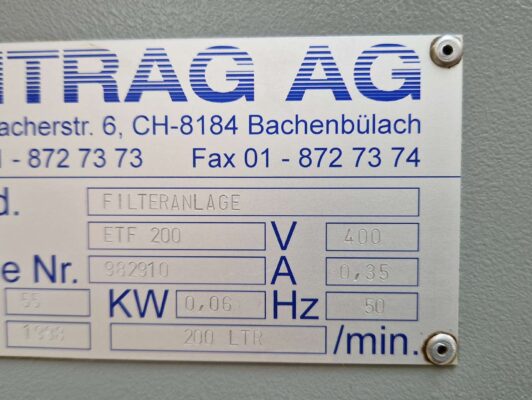 ITRAG AG
acherstr. 6, CH-8184 Bachenbülach
1 - 872 73 73 Fax 01 - 872 73 74
d. FILTERANLAGE
ETF 200 V 400
e Nr. 982910 A 0,35
55 KW 0,06 Hz 50
1998 200 LTR /min.